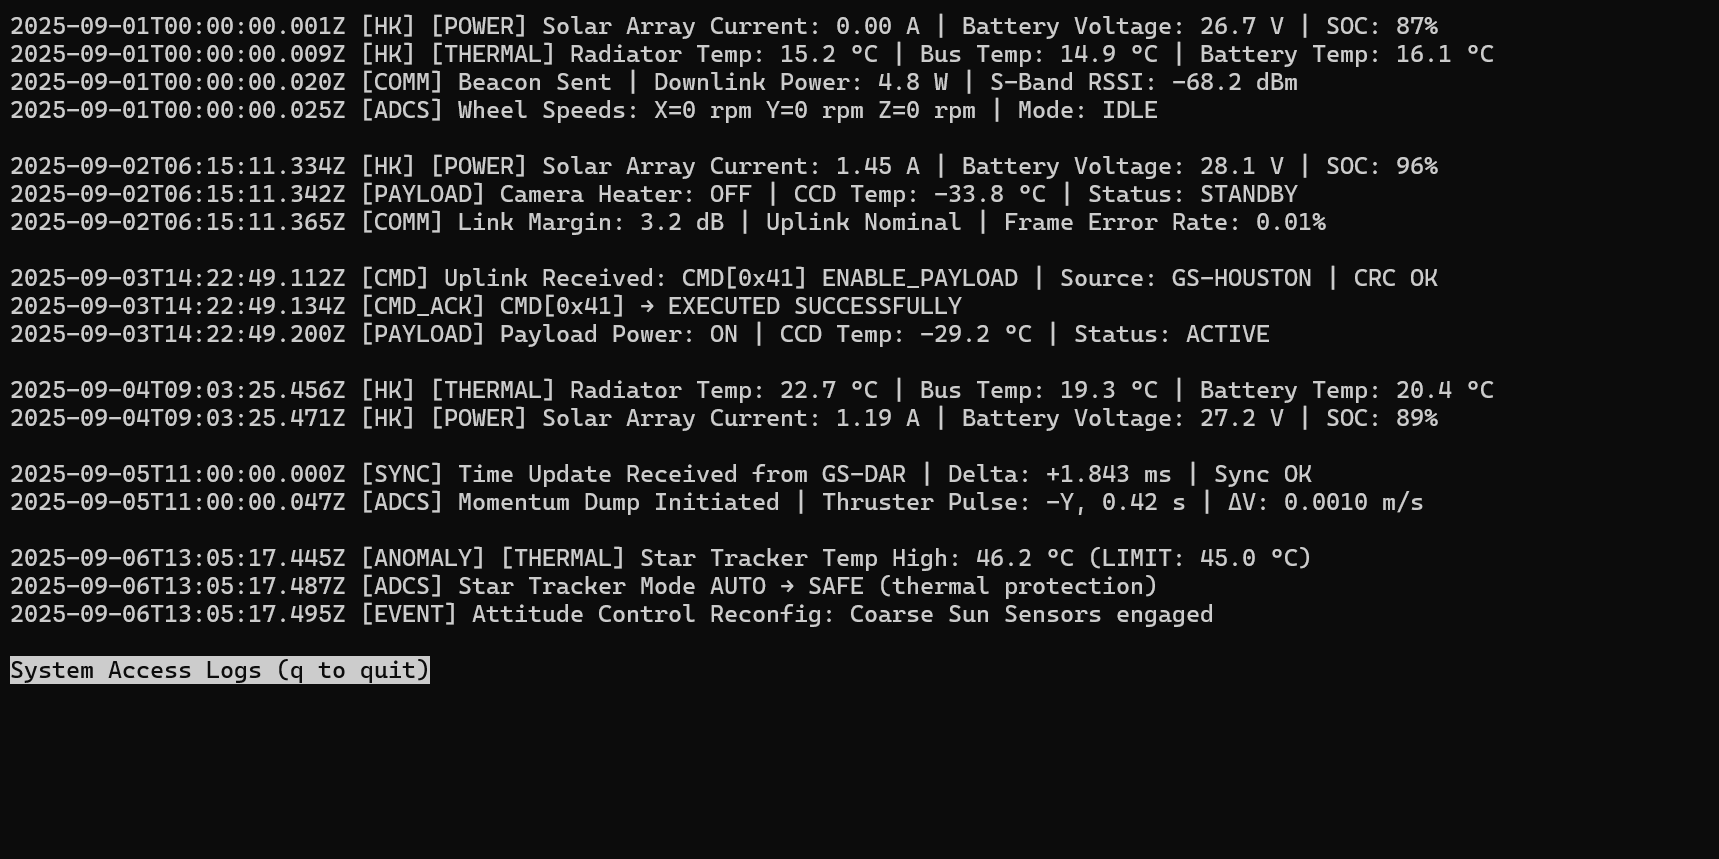 2025-09-01T00:00:00.001Z [HK] [POWER] Solar Array Current: 0.00 A | Battery Voltage: 26.7 V | SOC: 87%
2025-09-01T00:00:00.009Z [HK] [THERMAL] Radiator Temp: 15.2 °C | Bus Temp: 14.9 °C | Battery Temp: 16.1 °C
2025-09-01T00:00:00.020Z [COMM] Beacon Sent | Downlink Power: 4.8 W | S-Band RSSI: -68.2 dBm
2025-09-01T00:00:00.025Z [ADCS] Wheel Speeds: X=0 rpm Y=0 rpm Z=0 rpm | Mode: IDLE
2025-09-02T06:15:11.334Z [HK] [POWER] Solar Array Current: 1.45 A | Battery Voltage: 28.1 V | SOC: 96%
2025-09-02T06:15:11.342Z [PAYLOAD] Camera Heater: OFF | CCD Temp: -33.8 °C | Status: STANDBY
2025-09-02T06:15:11.365Z [COMM] Link Margin: 3.2 dB | Uplink Nominal | Frame Error Rate: 0.01%
2025-09-03T14:22:49.112Z [CMD] Uplink Received: CMD[0x41] ENABLE_PAYLOAD | Source: GS-HOUSTON | CRC OK
2025-09-03T14:22:49.134Z [CMD_ACK] CMD[0x41] → EXECUTED SUCCESSFULLY
2025-09-03T14:22:49.200Z [PAYLOAD] Payload Power: ON | CCD Temp: -29.2 °C | Status: ACTIVE
2025-09-04T09:03:25.456Z [HK] [THERMAL] Radiator Temp: 22.7 °C | Bus Temp: 19.3 °C | Battery Temp: 20.4 °C
2025-09-04T09:03:25.471Z [HK] [POWER] Solar Array Current: 1.19 A | Battery Voltage: 27.2 V | SOC: 89%
2025-09-05T11:00:00.000Z [SYNC] Time Update Received from GS-DAR | Delta: +1.843 ms | Sync OK
2025-09-05T11:00:00.047Z [ADCS] Momentum Dump Initiated | Thruster Pulse: -Y, 0.42 s | ΔV: 0.0010 m/s
2025-09-06T13:05:17.445Z [ANOMALY] [THERMAL] Star Tracker Temp High: 46.2 °C (LIMIT: 45.0 °C)
2025-09-06T13:05:17.487Z [ADCS] Star Tracker Mode AUTO → SAFE (thermal protection)
2025-09-06T13:05:17.495Z [EVENT] Attitude Control Reconfig: Coarse Sun Sensors engaged
System Access Logs (q to quit)